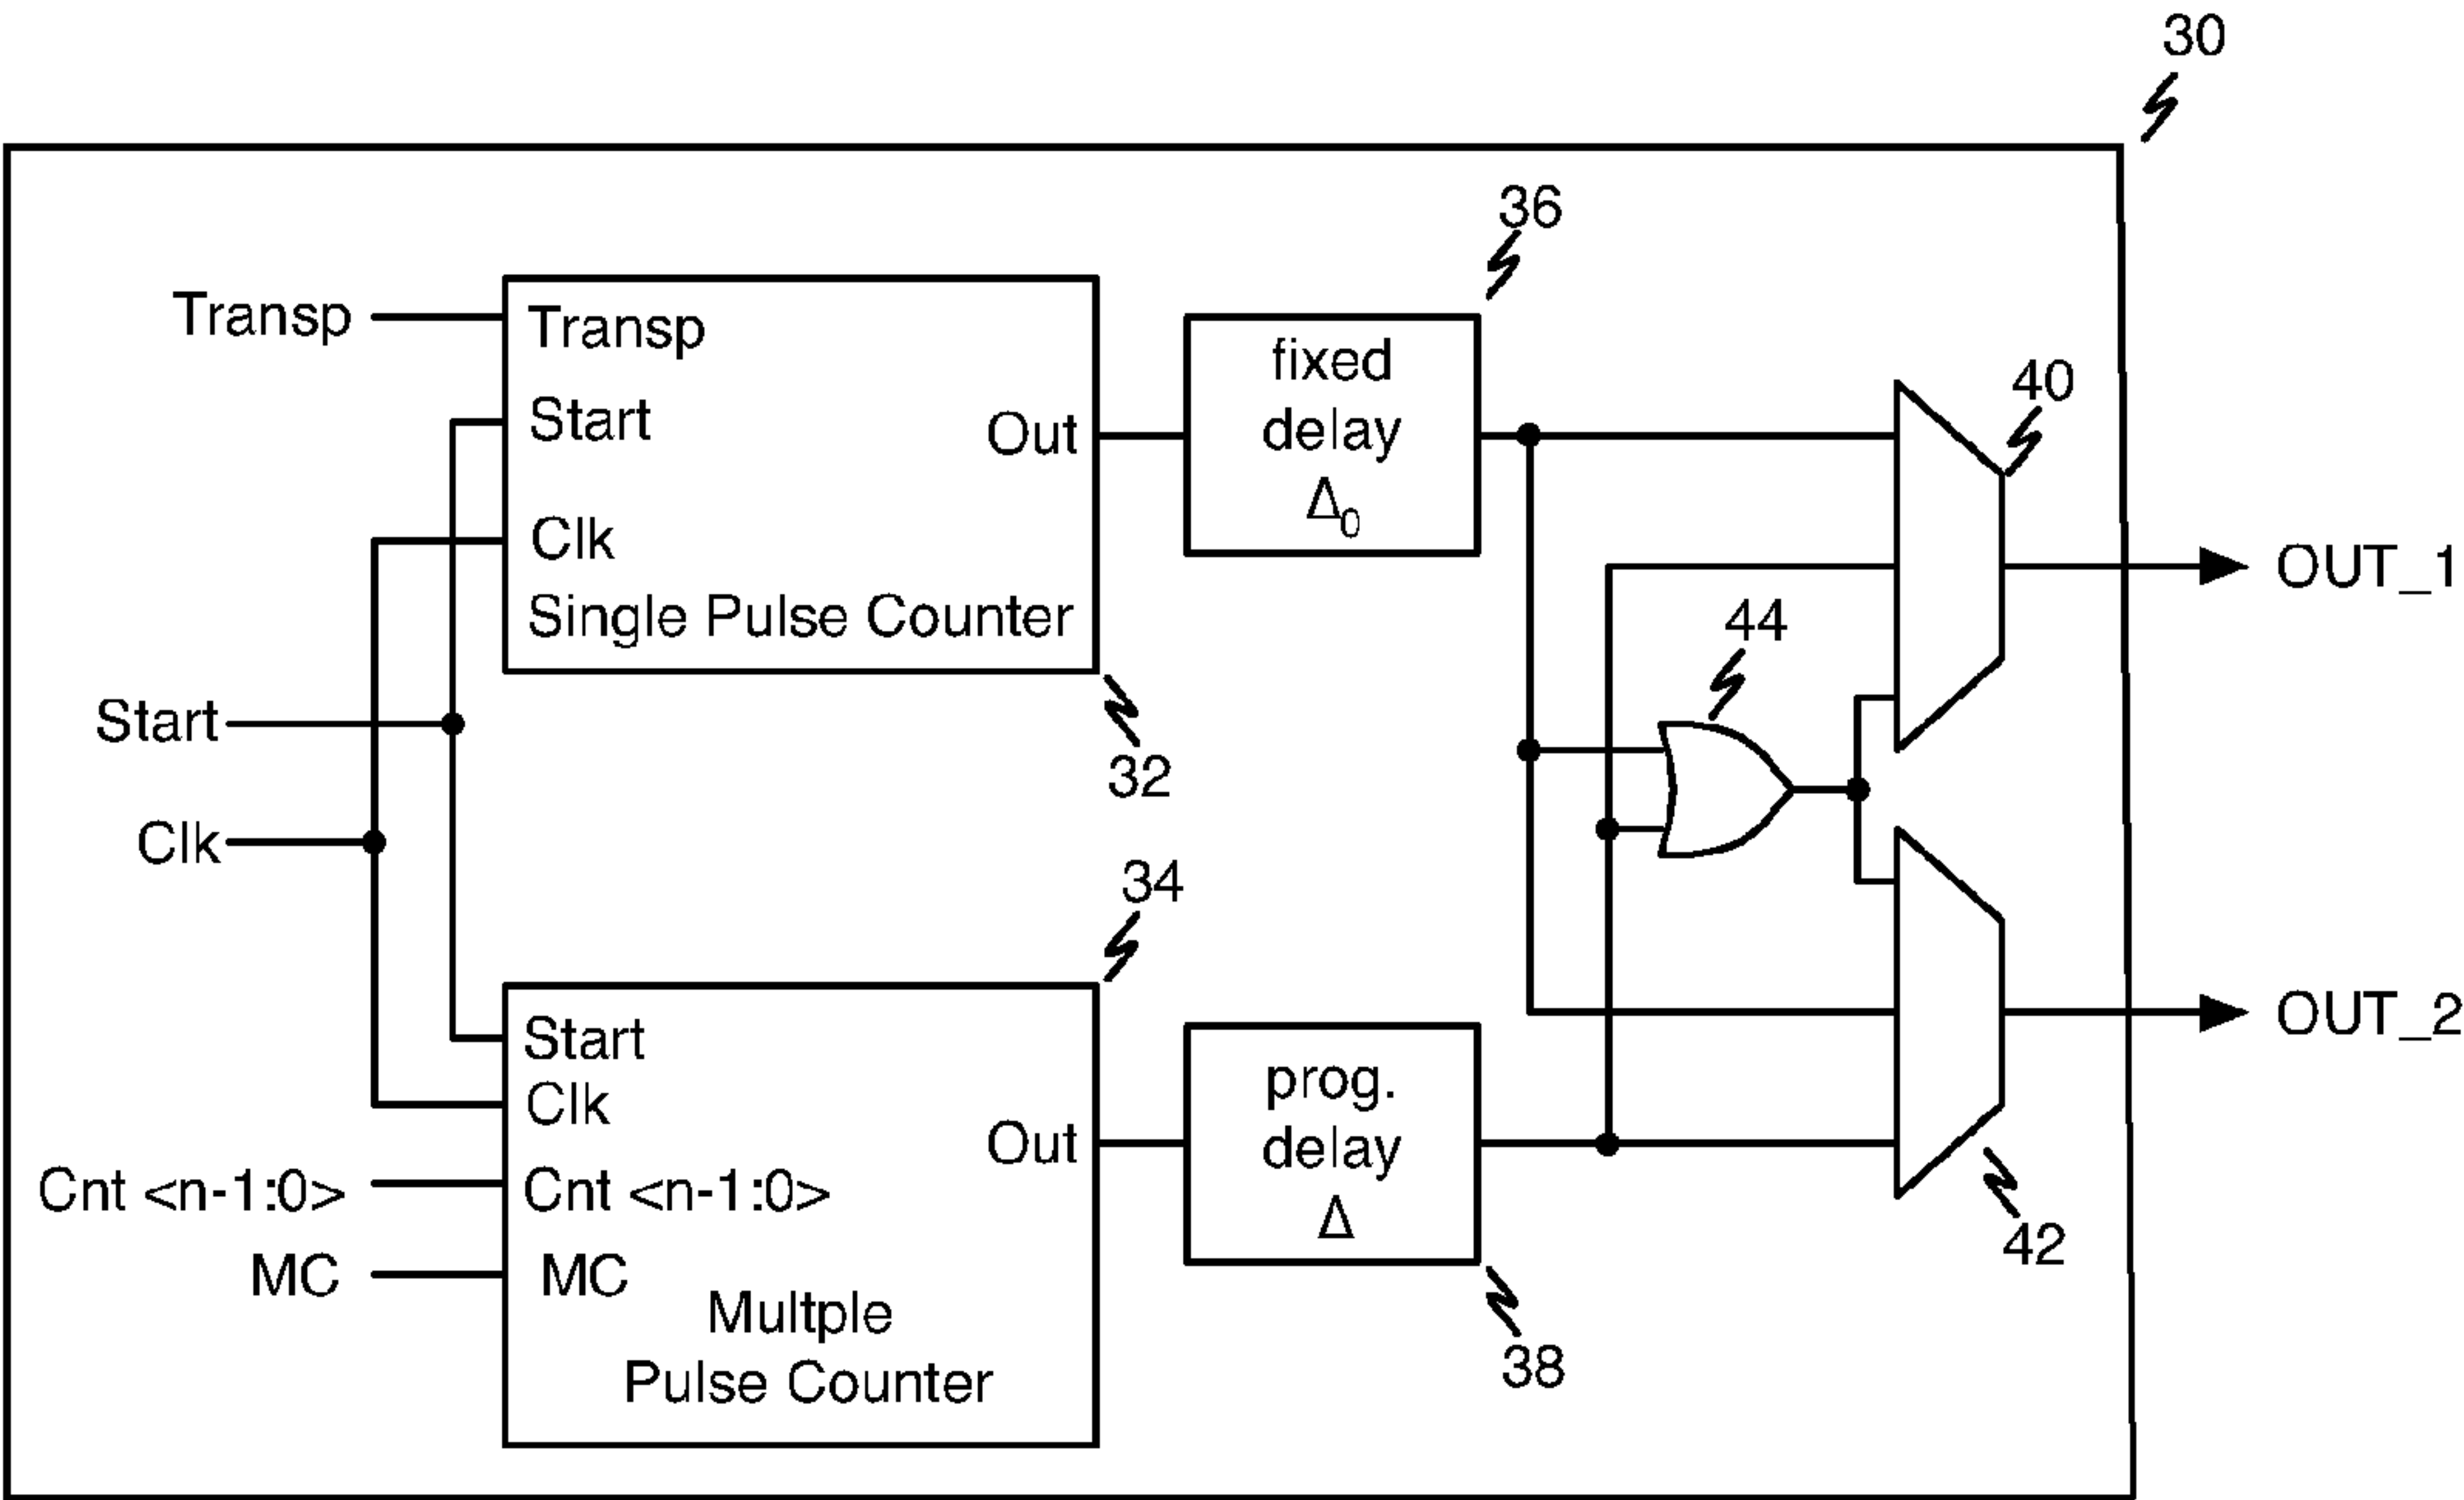 30
36
Transp
Transp
Start
Out
Clk
Single Pulse Counter
fixed
delay
Δ0
40
OUT_1
44
Start
32
Clk
34
Start
Clk
Cnt <n-1:0>
Cnt <n-1:0>
MC
MC
Out
Multple
Pulse Counter
prog.
delay
Δ
OUT_2
42
38